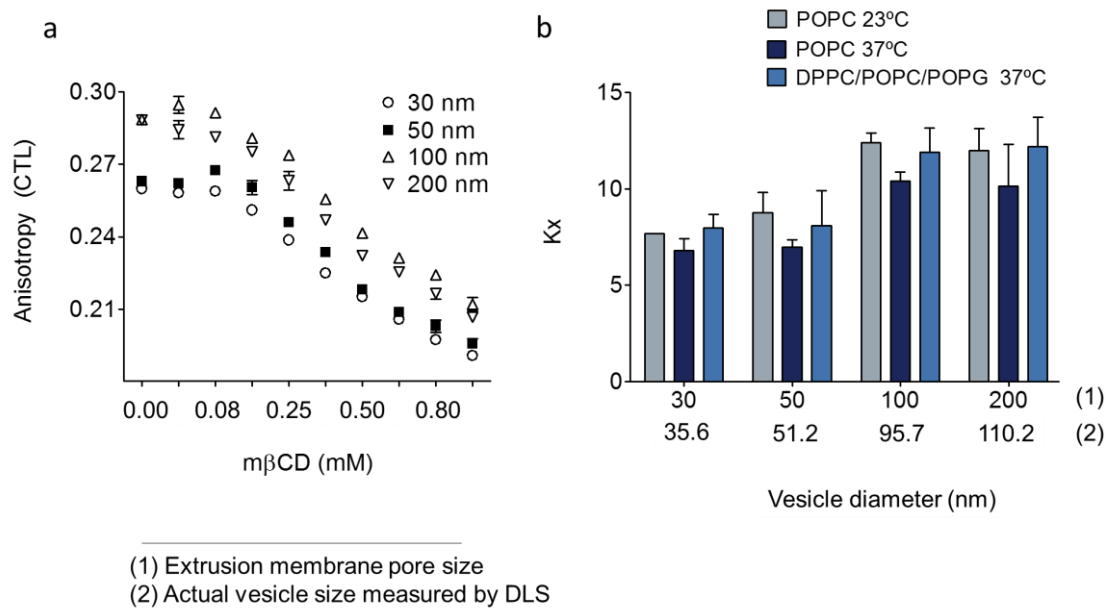 a
Anisotropy (CTL)
0.30
0.27
0.24
0.21
30 nm
50 nm
100 nm
200 nm
0.00 0.08 0.25 0.50 0.80
mβCD (mM)
b
POPC 23ºC
POPC 37ºC
DPPC/POPC/POPG 37ºC
Kx
15
10
5
0
30 50 100 200 (1)
35.6 51.2 95.7 110.2 (2)
Vesicle diameter (nm)
(1) Extrusion membrane pore size
(2) Actual vesicle size measured by DLS